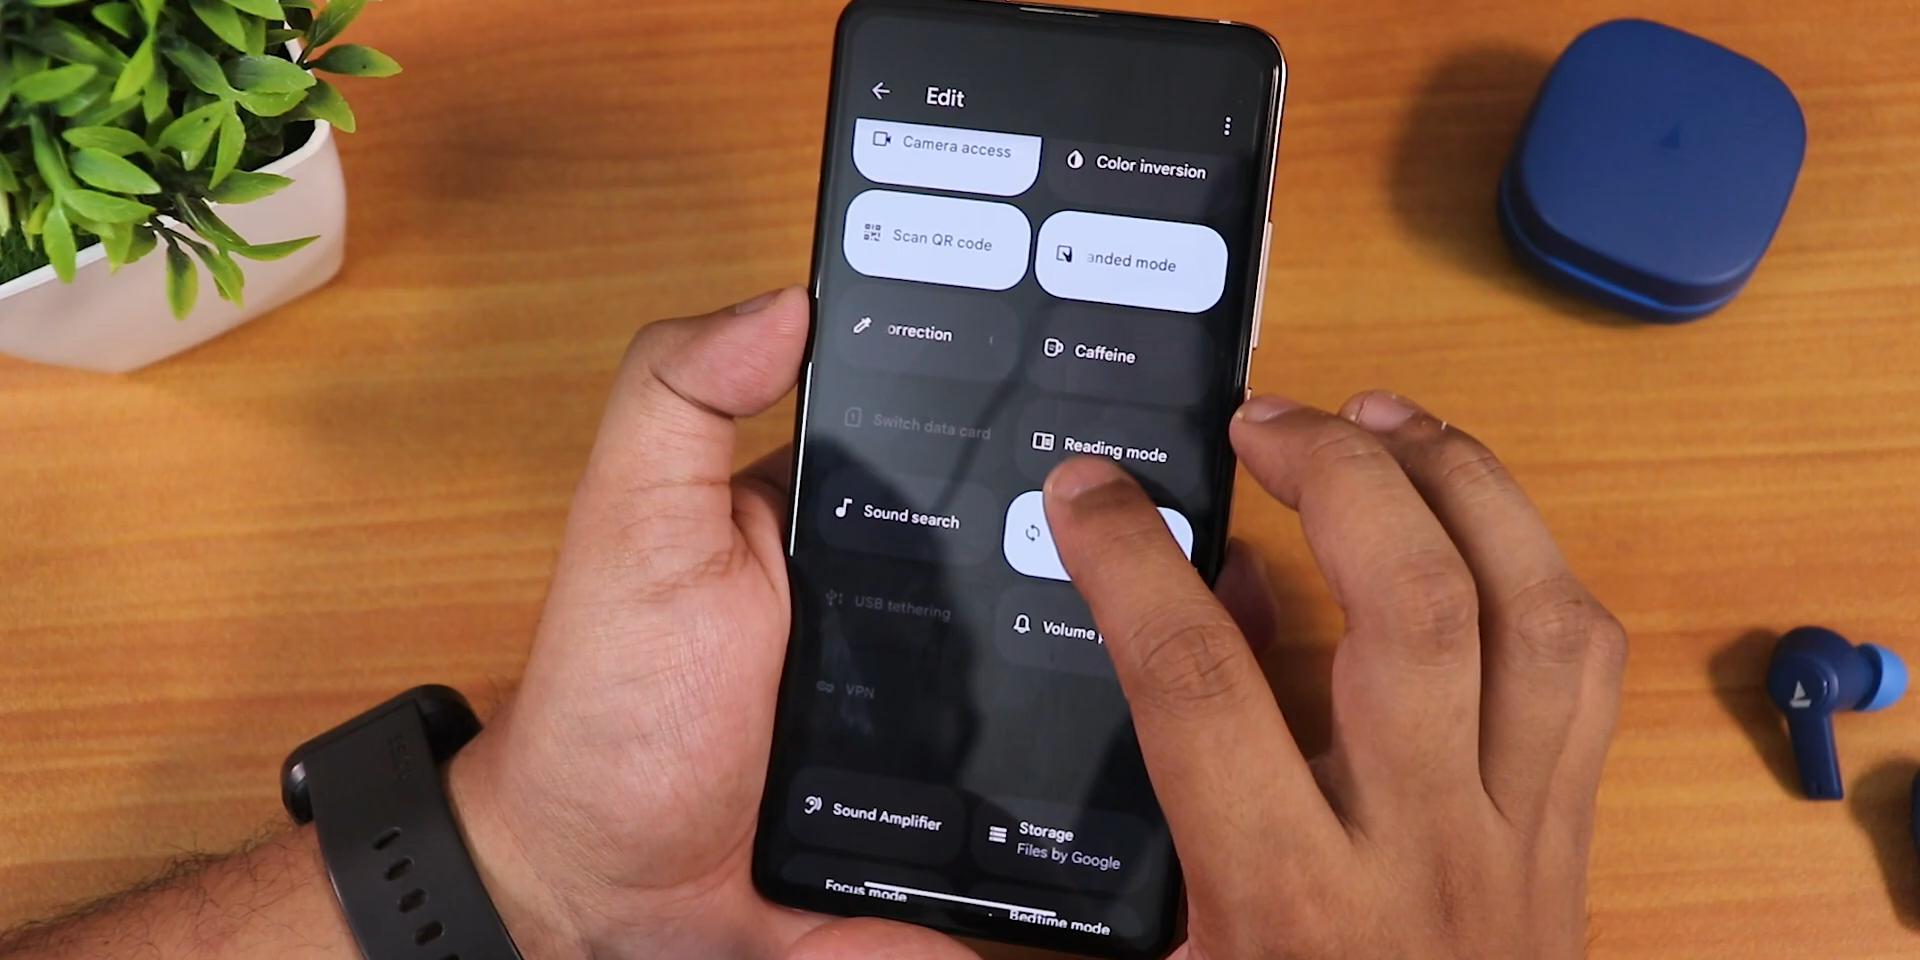 Edit
Camera access
Color inversion
Scan QR code
anded mode
orrection
Caffeine
Switch data card
Reading mode
Sound search
USB tethering
Volume
VPN
Sound Amplifier
Storage
Files by Google
Focus mode
Bedtime mode